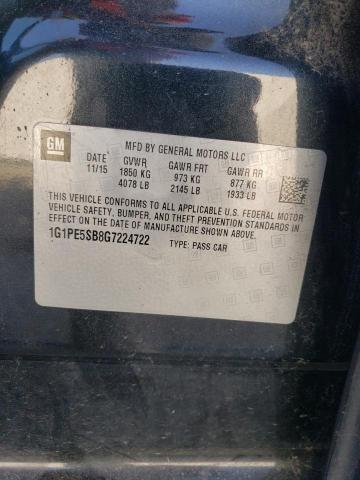 GM
MFD BY GENERAL MOTORS LLC
DATE GVWR GAWR FRT GAWR RR
11/15 1850 KG 973 KG 877 KG
4078 LB 2145 LB 1933 LB
THIS VEHICLE CONFORMS TO ALL APPLICABLE U.S. FEDERAL MOTOR
VEHICLE SAFETY, BUMPER, AND THEFT PREVENTION STANDARDS IN
EFFECT ON THE DATE OF MANUFACTURE SHOWN ABOVE.
1G1PE5SB8G7224722 TYPE: PASS CAR